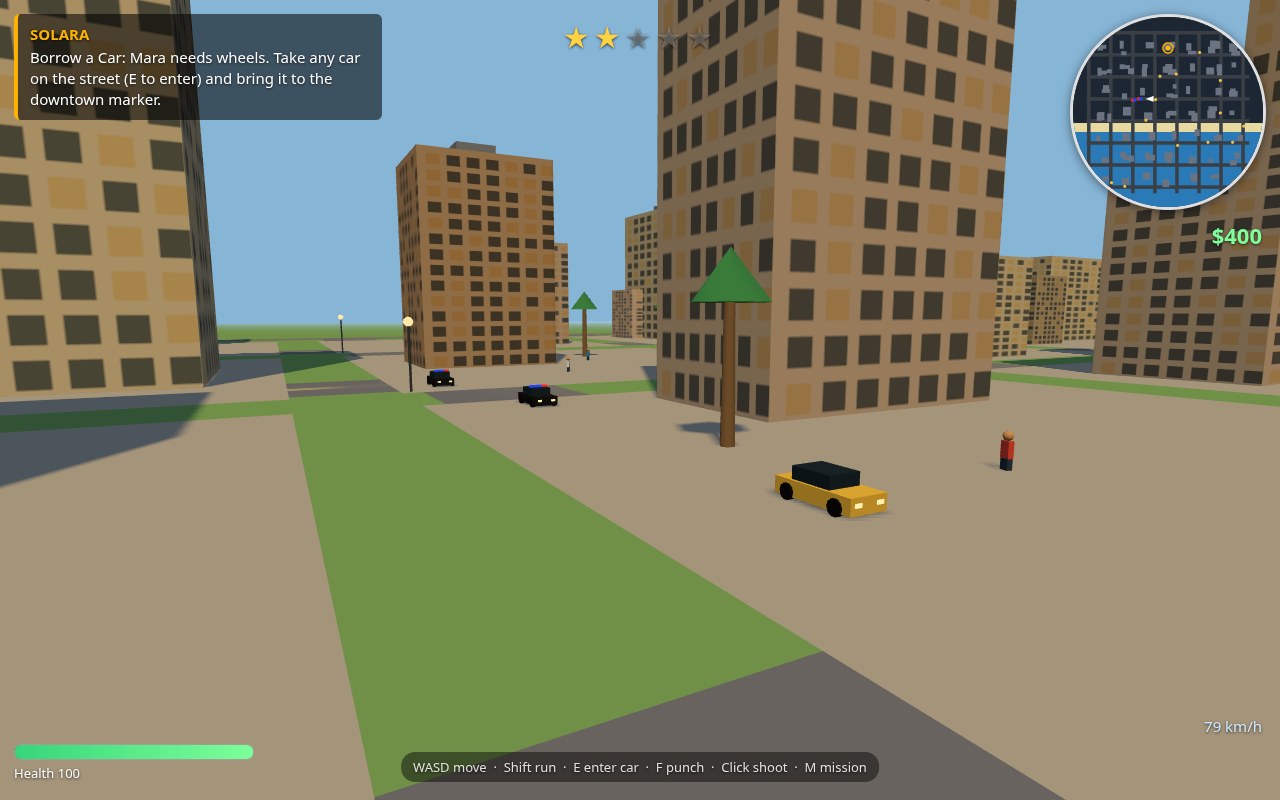 SOLARA
Borrow a Car: Mara needs wheels. Take any car
on the street (E to enter) and bring it to the
downtown marker.
$400
79 km/h
Health 100
WASD move · Shift run · E enter car · F punch · Click shoot · M mission